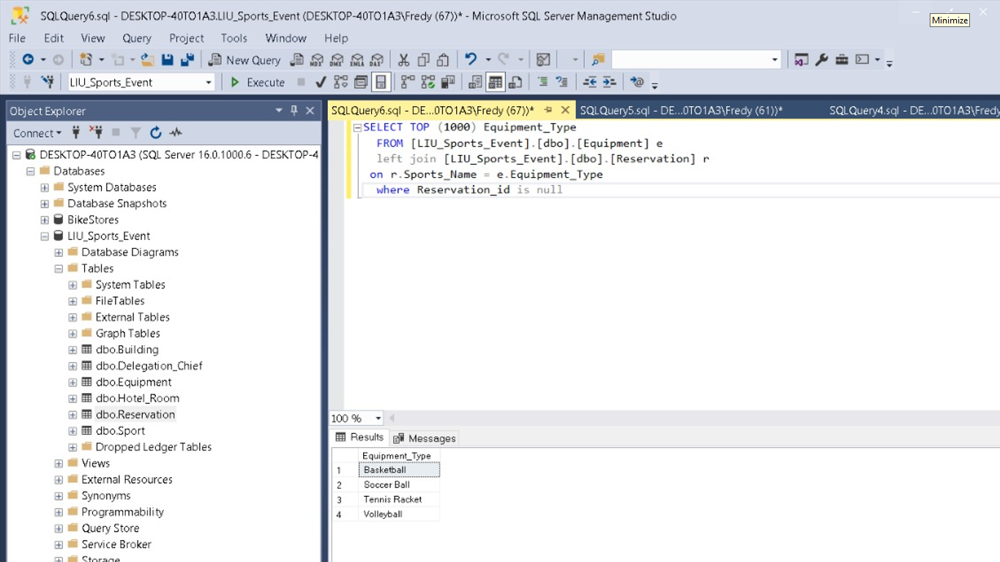 SQLQuery6.sql - DESKTOP-40TO1A3.LIU_Sports_Event (DESKTOP-40TO1A3\Fredy (67))* - Microsoft SQL Server Management Studio
Minimize
File Edit View Query Project Tools Window Help
New Query MDX DMX XMLA DAX
LIU_Sports_Event Execute
Object Explorer
Connect
DESKTOP-40TO1A3 (SQL Server 16.0.1000.6 - DESKTOP-4
Databases
System Databases
Database Snapshots
BikeStores
LIU_Sports_Event
Database Diagrams
Tables
System Tables
FileTables
External Tables
Graph Tables
dbo.Building
dbo.Delegation_Chief
dbo.Equipment
dbo.Hotel_Room
dbo.Reservation
dbo.Sport
Dropped Ledger Tables
Views
External Resources
Synonyms
Programmability
Query Store
Service Broker
Storage
SQLQuery6.sql - DE...0TO1A3\Fredy (67))* SQLQuery5.sql - DE...0TO1A3\Fredy (61))* SQLQuery4.sql - DE...0TO1A3\Fredy
SELECT TOP (1000) Equipment_Type
FROM [LIU_Sports_Event].[dbo].[Equipment] e
left join [LIU_Sports_Event].[dbo].[Reservation] r
on r.Sports_Name = e.Equipment_Type
where Reservation_id is null
100 %
Results Messages
Equipment_Type
1 Basketball
2 Soccer Ball
3 Tennis Racket
4 Volleyball